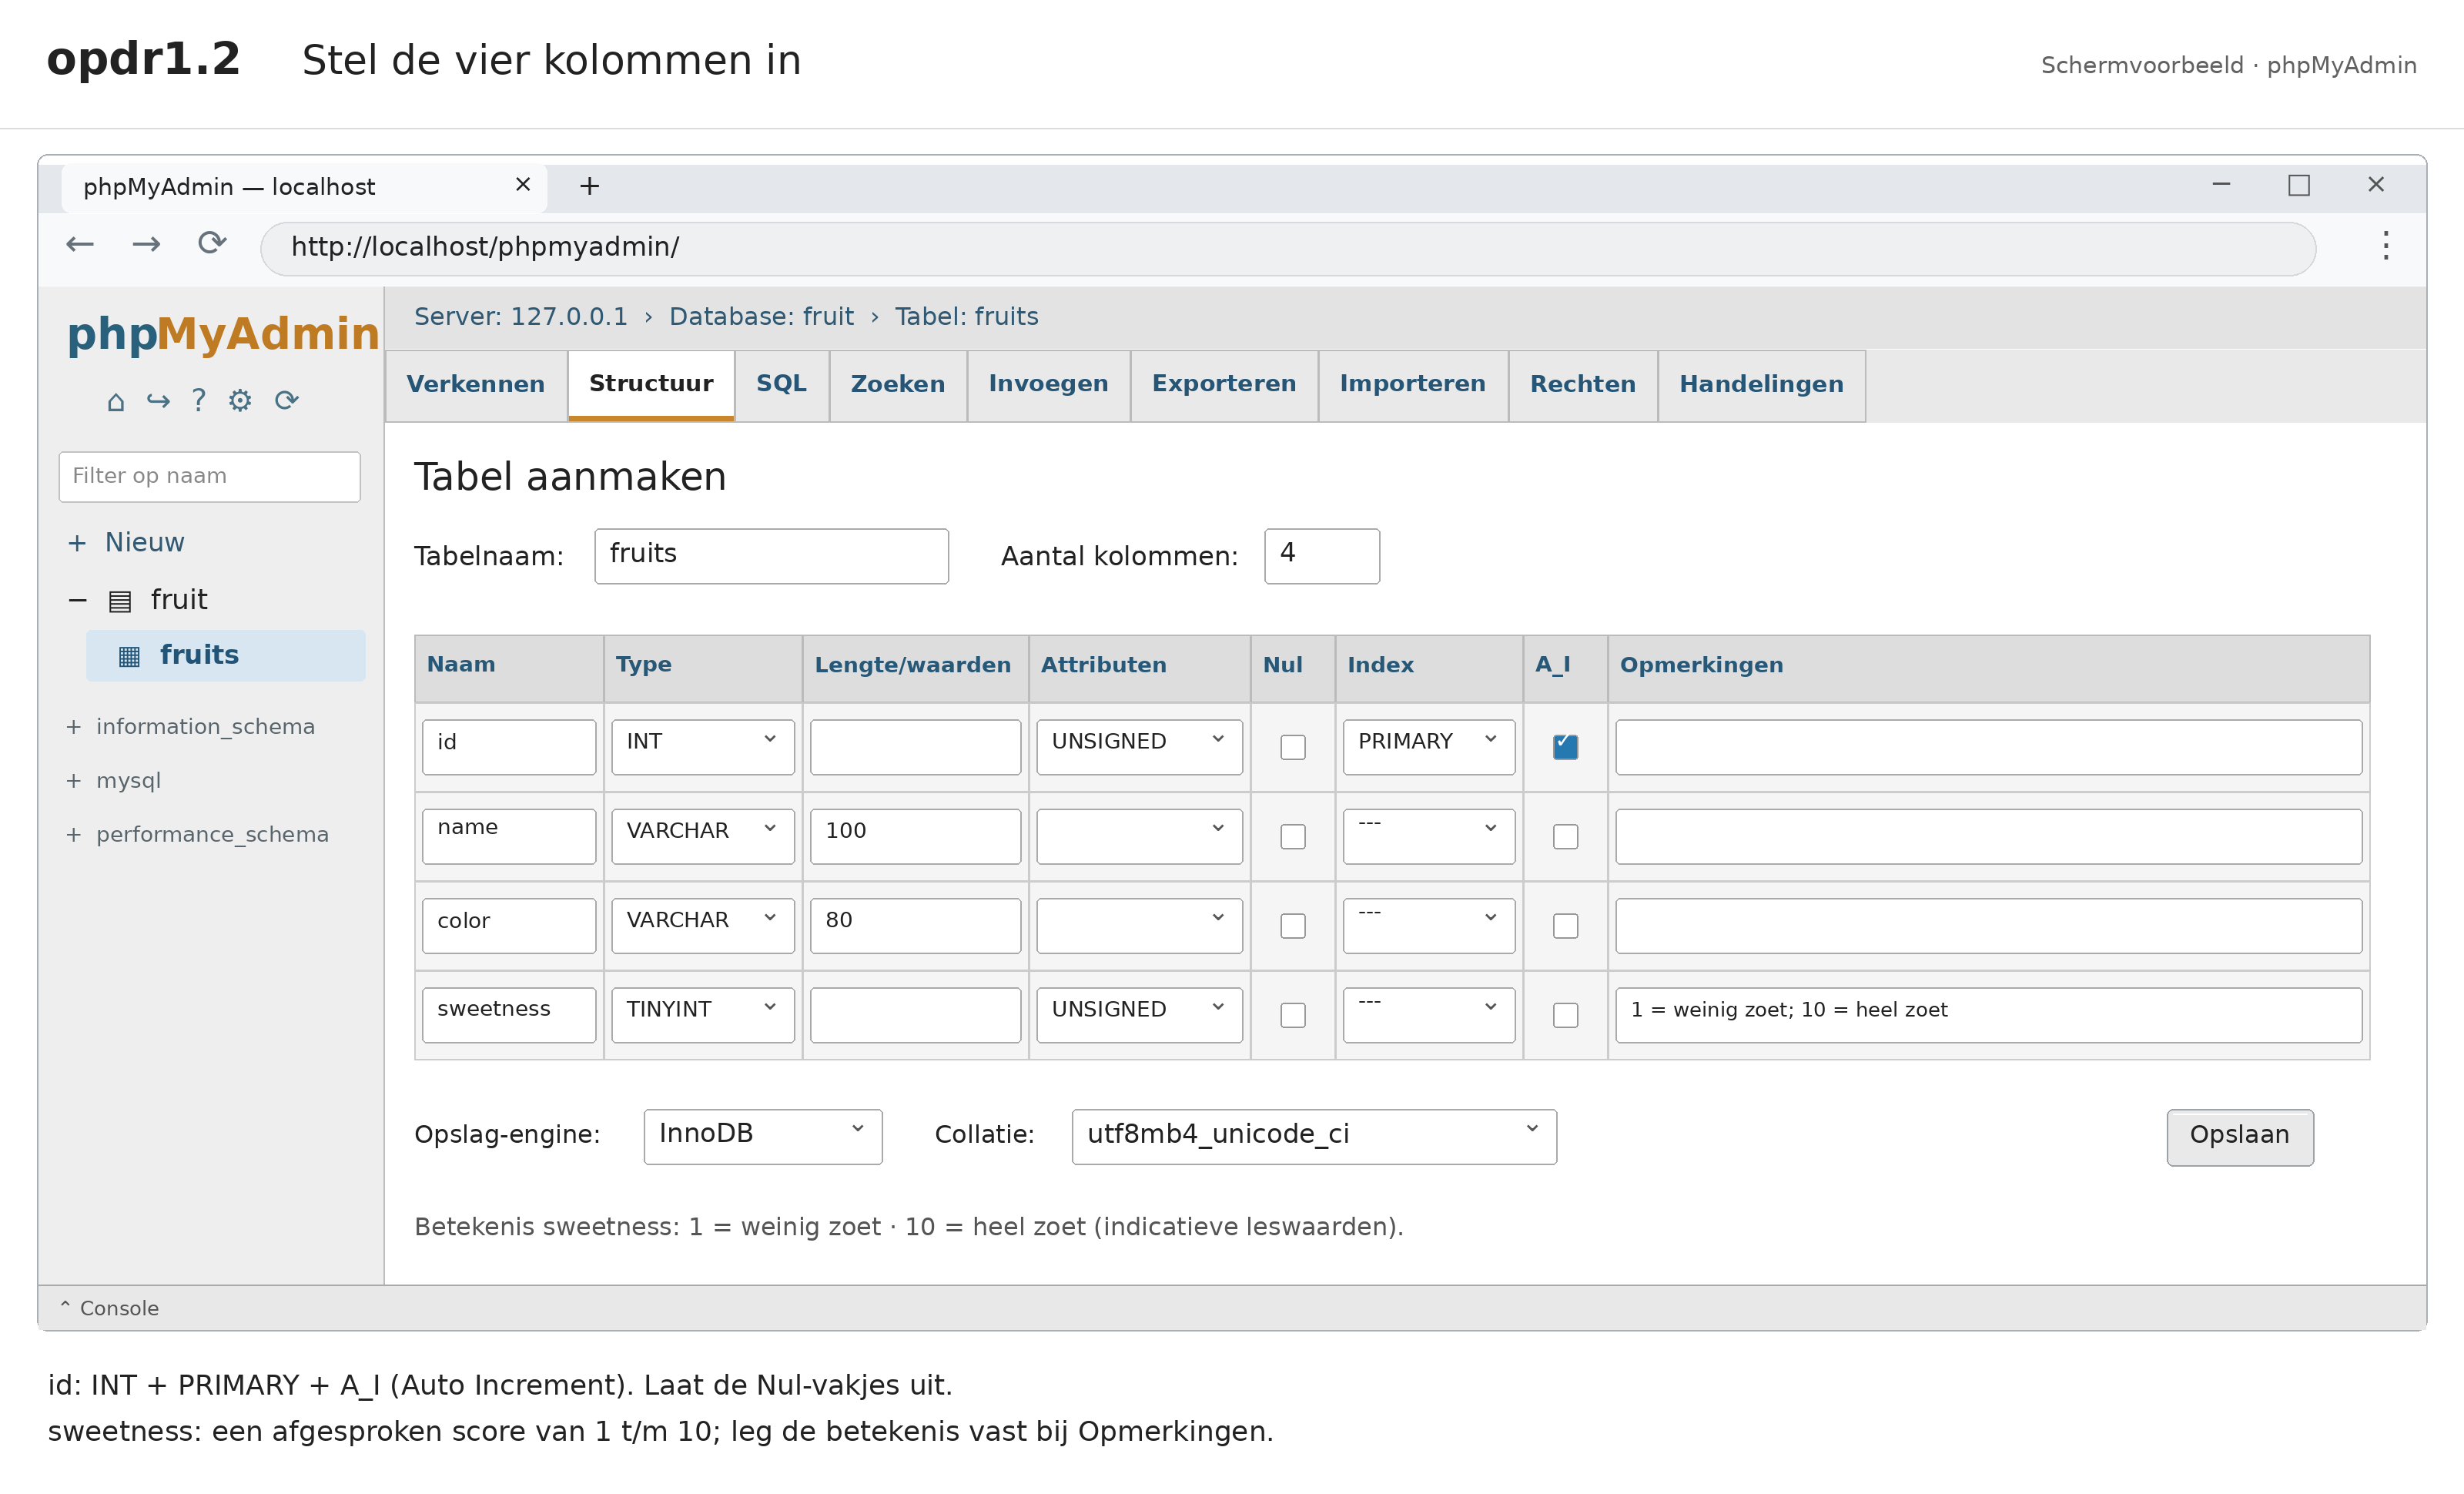 opdr1.2 Stel de vier kolommen in Schermvoorbeeld · phpMyAdmin
phpMyAdmin — localhost × + − □ ×
← → ⟳ http://localhost/phpmyadmin/ ⋮
phpMyAdmin
⌂ ↪ ? ⚙ ⟳
Filter op naam
+ Nieuw
− ▤ fruit
▦ fruits
+ information_schema
+ mysql
+ performance_schema
Server: 127.0.0.1 › Database: fruit › Tabel: fruits
Verkennen Structuur SQL Zoeken Invoegen Exporteren Importeren Rechten Handelingen
Tabel aanmaken
Tabelnaam: fruits Aantal kolommen: 4
Naam Type Lengte/waarden Attributen Nul Index A_I Opmerkingen
id INT UNSIGNED PRIMARY ✓
name VARCHAR 100 ---
color VARCHAR 80 ---
sweetness TINYINT UNSIGNED --- 1 = weinig zoet; 10 = heel zoet
Opslag-engine: InnoDB Collatie: utf8mb4_unicode_ci Opslaan
Betekenis sweetness: 1 = weinig zoet · 10 = heel zoet (indicatieve leswaarden).
⌃ Console
id: INT + PRIMARY + A_I (Auto Increment). Laat de Nul-vakjes uit.
sweetness: een afgesproken score van 1 t/m 10; leg de betekenis vast bij Opmerkingen.